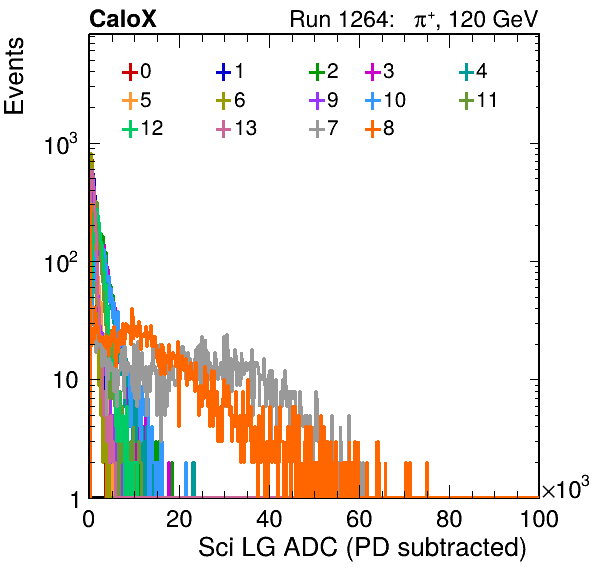 CaloX Run 1264: π⁺, 120 GeV
Events
0 1 2 3 4
5 6 9 10 11
12 13 7 8
10³
10²
10
1
0 20 40 60 80 100
×10³
Sci LG ADC (PD subtracted)